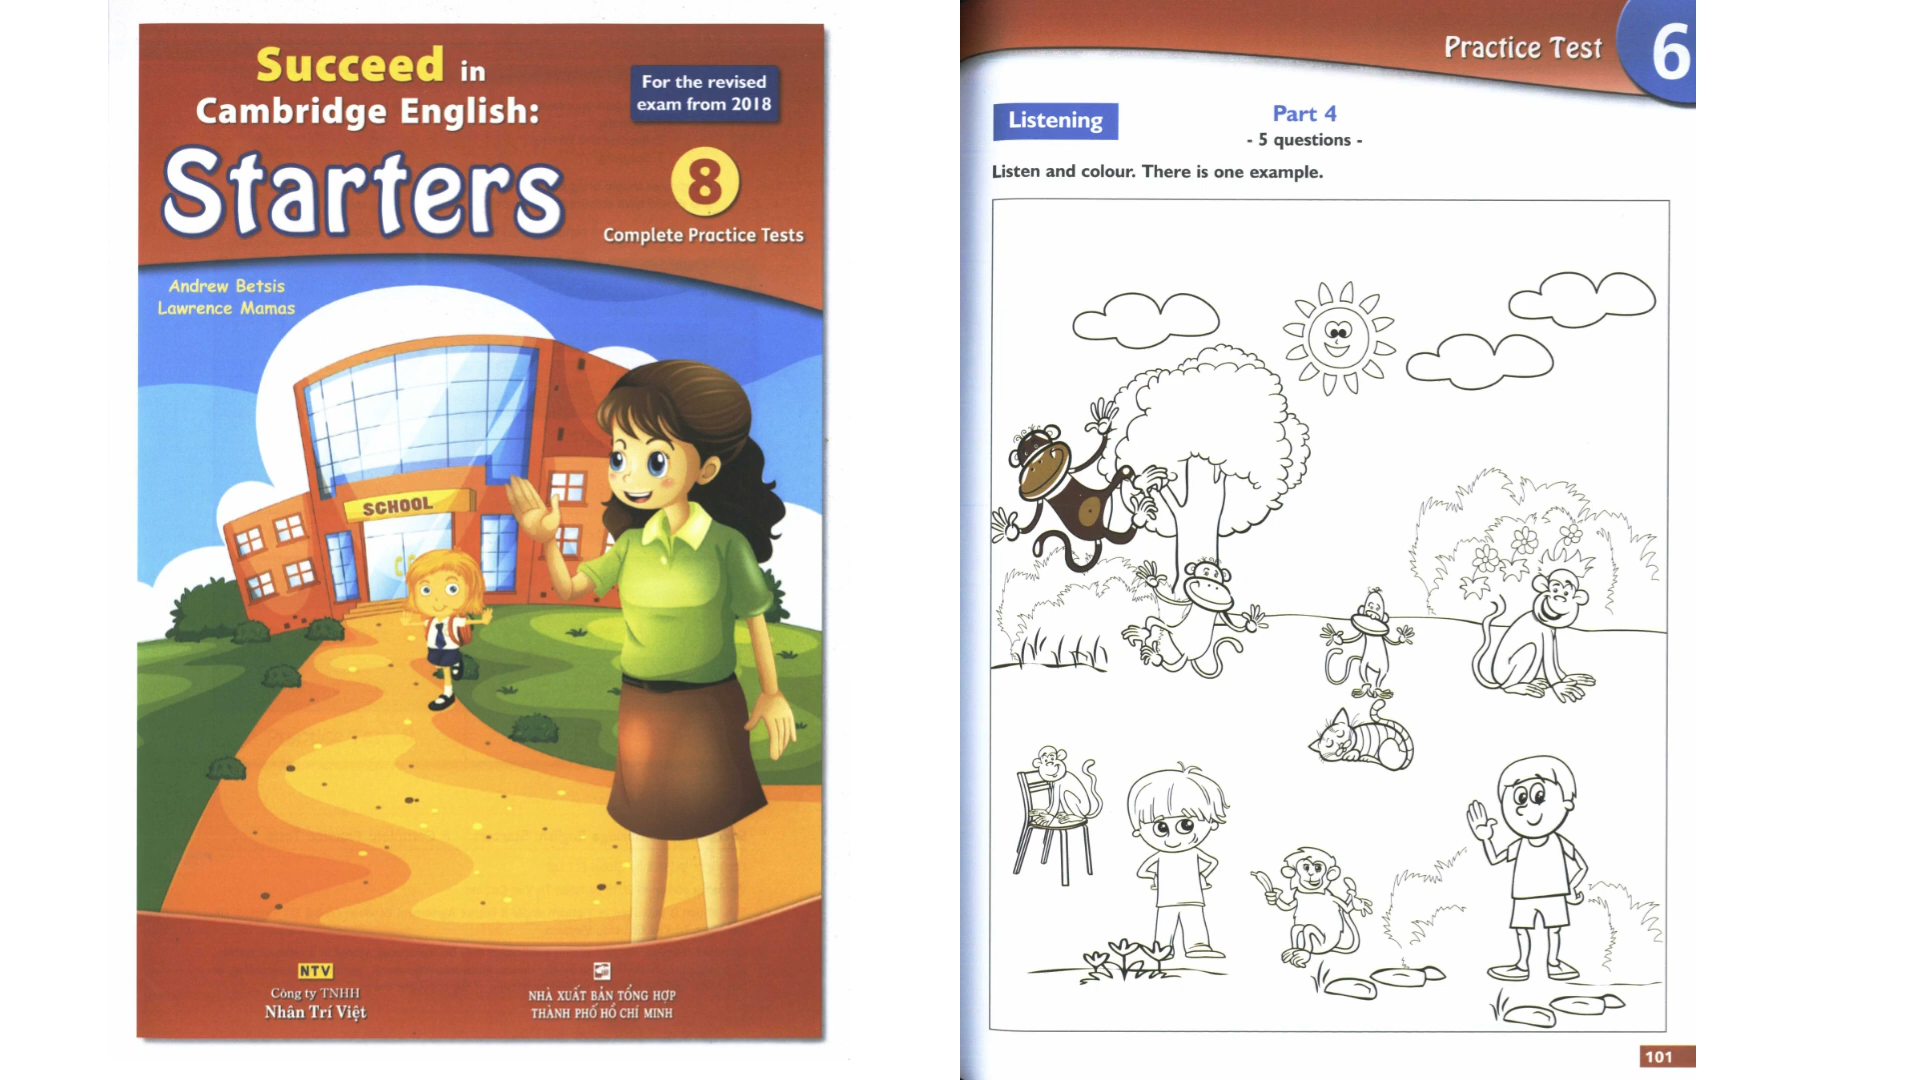 Succeed in
Cambridge English:
Starters
For the revised
exam from 2018
8
Complete Practice Tests
Andrew Betsis
Lawrence Mamas
SCHOOL
NTV
Công ty TNHH
Nhân Trí Việt
NHÀ XUẤT BẢN TỔNG HỢP
THÀNH PHỐ HỒ CHÍ MINH
Practice Test 6
Listening
Part 4
- 5 questions -
Listen and colour. There is one example.
101